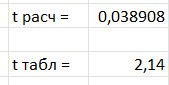 t расч = 0,038908
t табл = 2,14